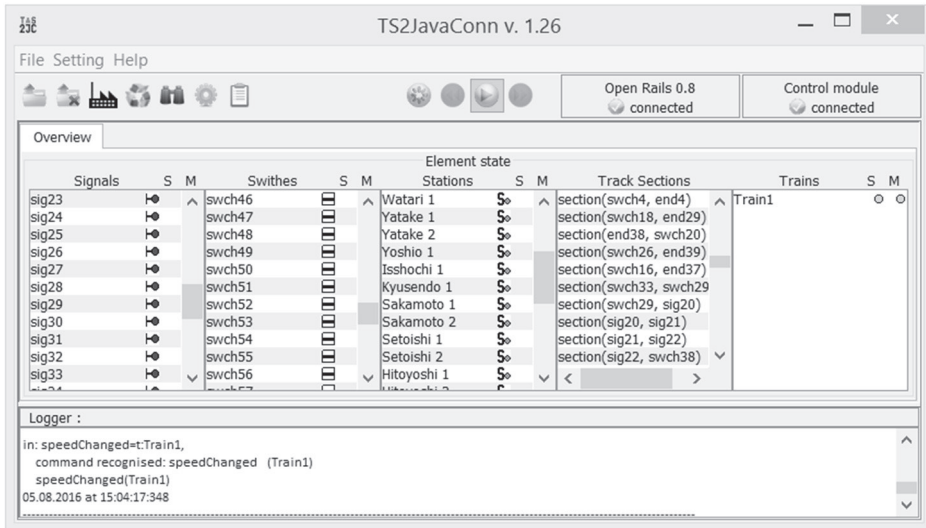 T&S
2JC
TS2JavaConn v. 1.26
File Setting Help
Open Rails 0.8
connected
Control module
connected
Overview
Element state
Signals S M Swithes S M Stations S M Track Sections Trains S M
sig23 swch46 Watari 1 section(swch4, end4) Train1
sig24 swch47 Yatake 1 section(swch18, end29)
sig25 swch48 Yatake 2 section(end38, swch20)
sig26 swch49 Yoshio 1 section(swch26, end39)
sig27 swch50 Isshochi 1 section(swch16, end37)
sig28 swch51 Kyusendo 1 section(swch33, swch29
sig29 swch52 Sakamoto 1 section(swch29, sig20)
sig30 swch53 Sakamoto 2 section(sig20, sig21)
sig31 swch54 Setoishi 1 section(sig21, sig22)
sig32 swch55 Setoishi 2 section(sig22, swch38)
sig33 swch56 Hitoyoshi 1
Logger :
in: speedChanged=t:Train1,
command recognised: speedChanged (Train1)
speedChanged(Train1)
05.08.2016 at 15:04:17:348